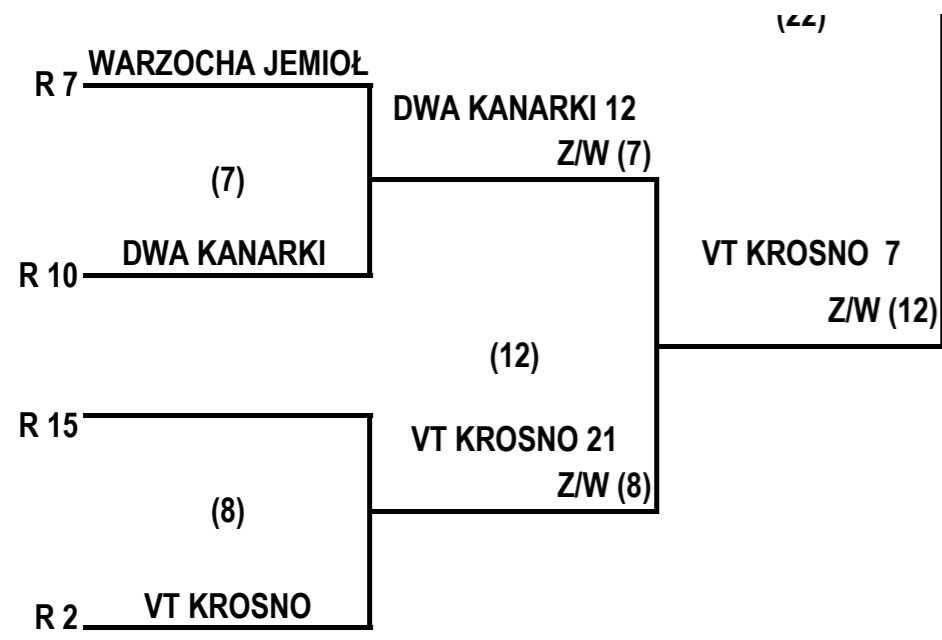 (22)
WARZOCHA JEMIOŁ
R 7
DWA KANARKI 12
Z/W (7)
(7)
DWA KANARKI
R 10
VT KROSNO 7
Z/W (12)
(12)
R 15
VT KROSNO 21
Z/W (8)
(8)
VT KROSNO
R 2